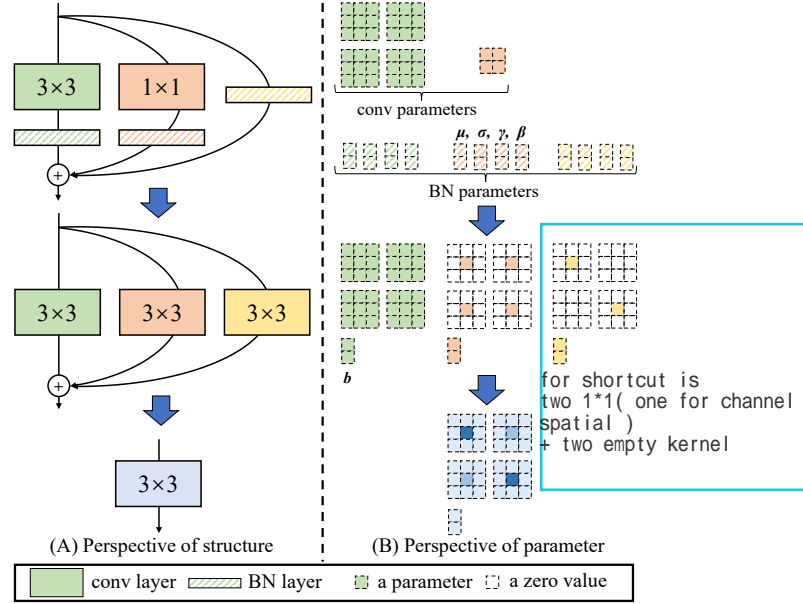 3×3
1×1
+
3×3
3×3
3×3
+
3×3
(A) Perspective of structure
conv parameters
μ, σ, γ, β
BN parameters
b
for shortcut is
two 1*1( one for channel
spatial )
+ two empty kernel
(B) Perspective of parameter
conv layer
BN layer
a parameter
a zero value